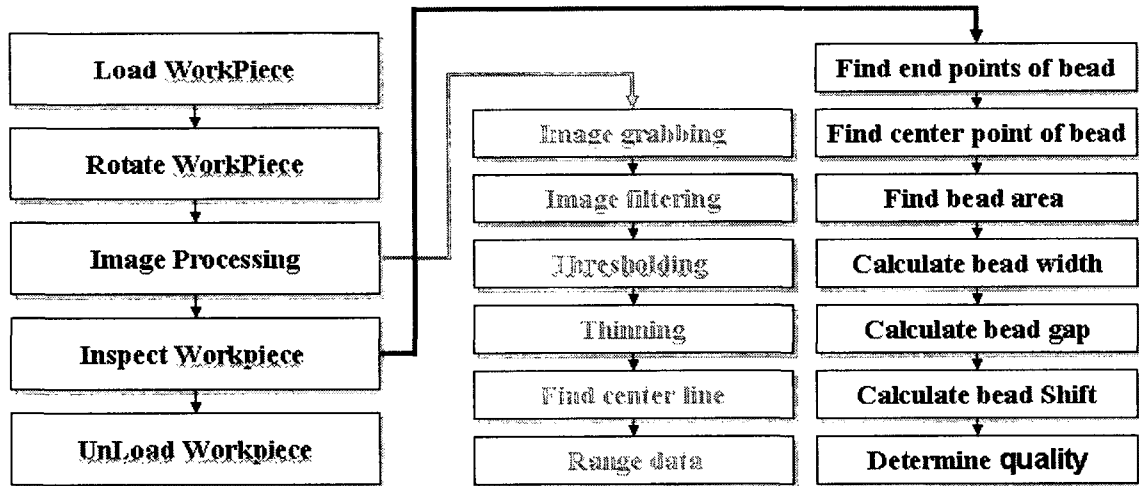 Load WorkPiece
Rotate WorkPiece
Image Processing
Inspect Workpiece
UnLoad Workpiece
Image grabbing
Image filtering
Thresholding
Thinning
Find center line
Range data
Find end points of bead
Find center point of bead
Find bead area
Calculate bead width
Calculate bead gap
Calculate bead Shift
Determine quality